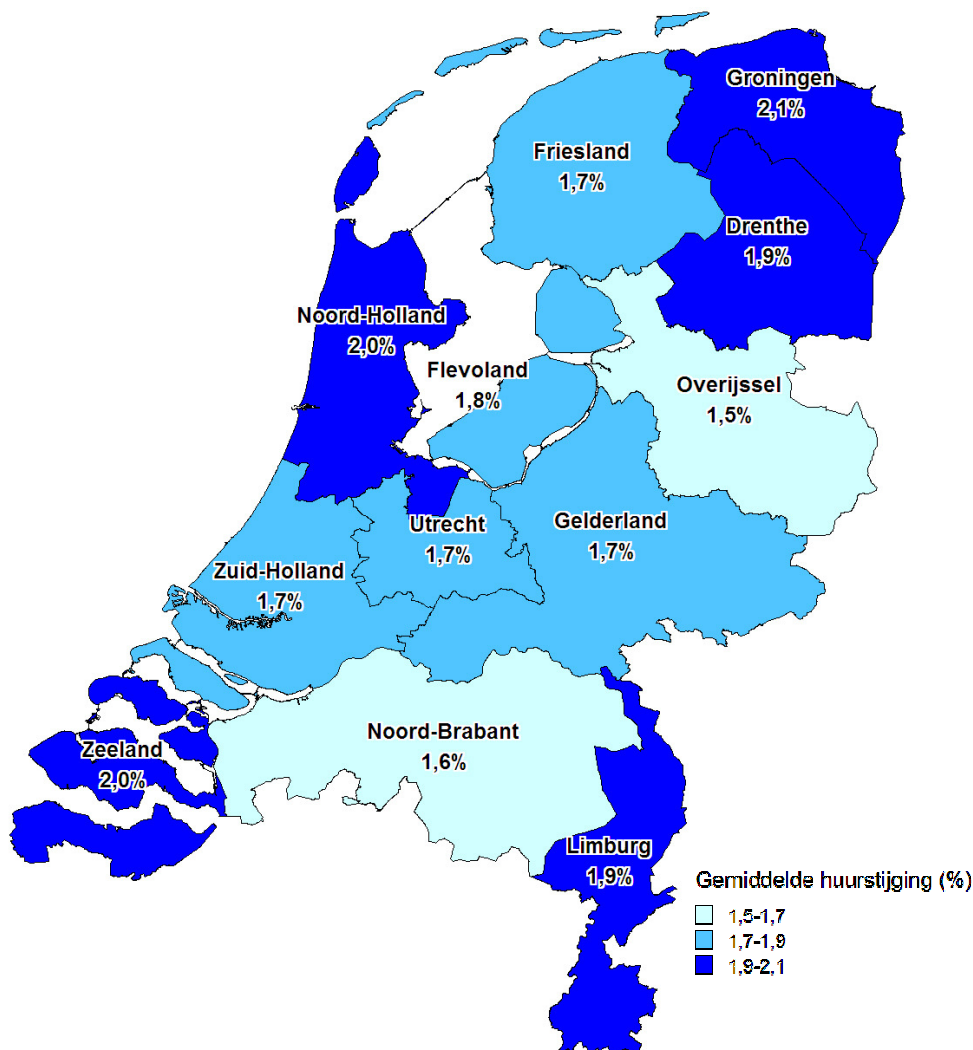 Groningen
2,1%
Friesland
1,7%
Drenthe
1,9%
Noord-Holland
2,0%
Flevoland
1,8%
Overijssel
1,5%
Utrecht
1,7%
Gelderland
1,7%
Zuid-Holland
1,7%
Noord-Brabant
1,6%
Zeeland
2,0%
Limburg
1,9%
Gemiddelde huurstijging (%)
1,5-1,7
1,7-1,9
1,9-2,1